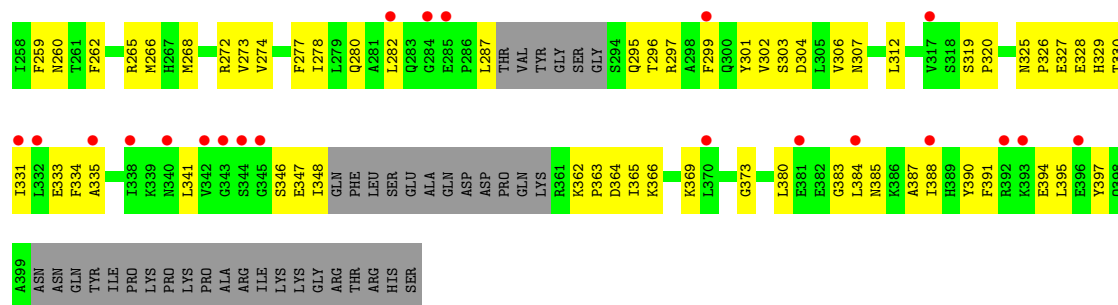 I258 F259 N260 T261 F262 R265 M266 H267 M268 R272 V273 V274 F277 I278 L279 Q280 A281 L282 Q283 G284 E285 P286 L287 THR VAL TYR GLY SER GLY S294 Q295 T296 R297 A298 F299 Q300 Y301 V302 S303 D304 L305 V306 N307 L312 V317 S318 S319 P320 N325 P326 E327 E328 H329 T330
I331 L332 E333 F334 A335 I338 K339 N340 L341 V342 G343 S344 G345 S346 E347 I348 GLN PHE LEU SER GLU ALA GLN ASP ASP PRO GLN LYS R361 K362 P363 D364 I365 K366 K369 L370 G373 L380 E381 E382 G383 L384 N385 K386 A387 I388 H389 Y390 F391 R392 K393 E394 L395 E396 Y397
A399 ASN ASN GLN TYR ILE PRO LYS PRO LYS PRO ALA ARG ILE LYS LYS GLY ARG THR ARG HIS SER